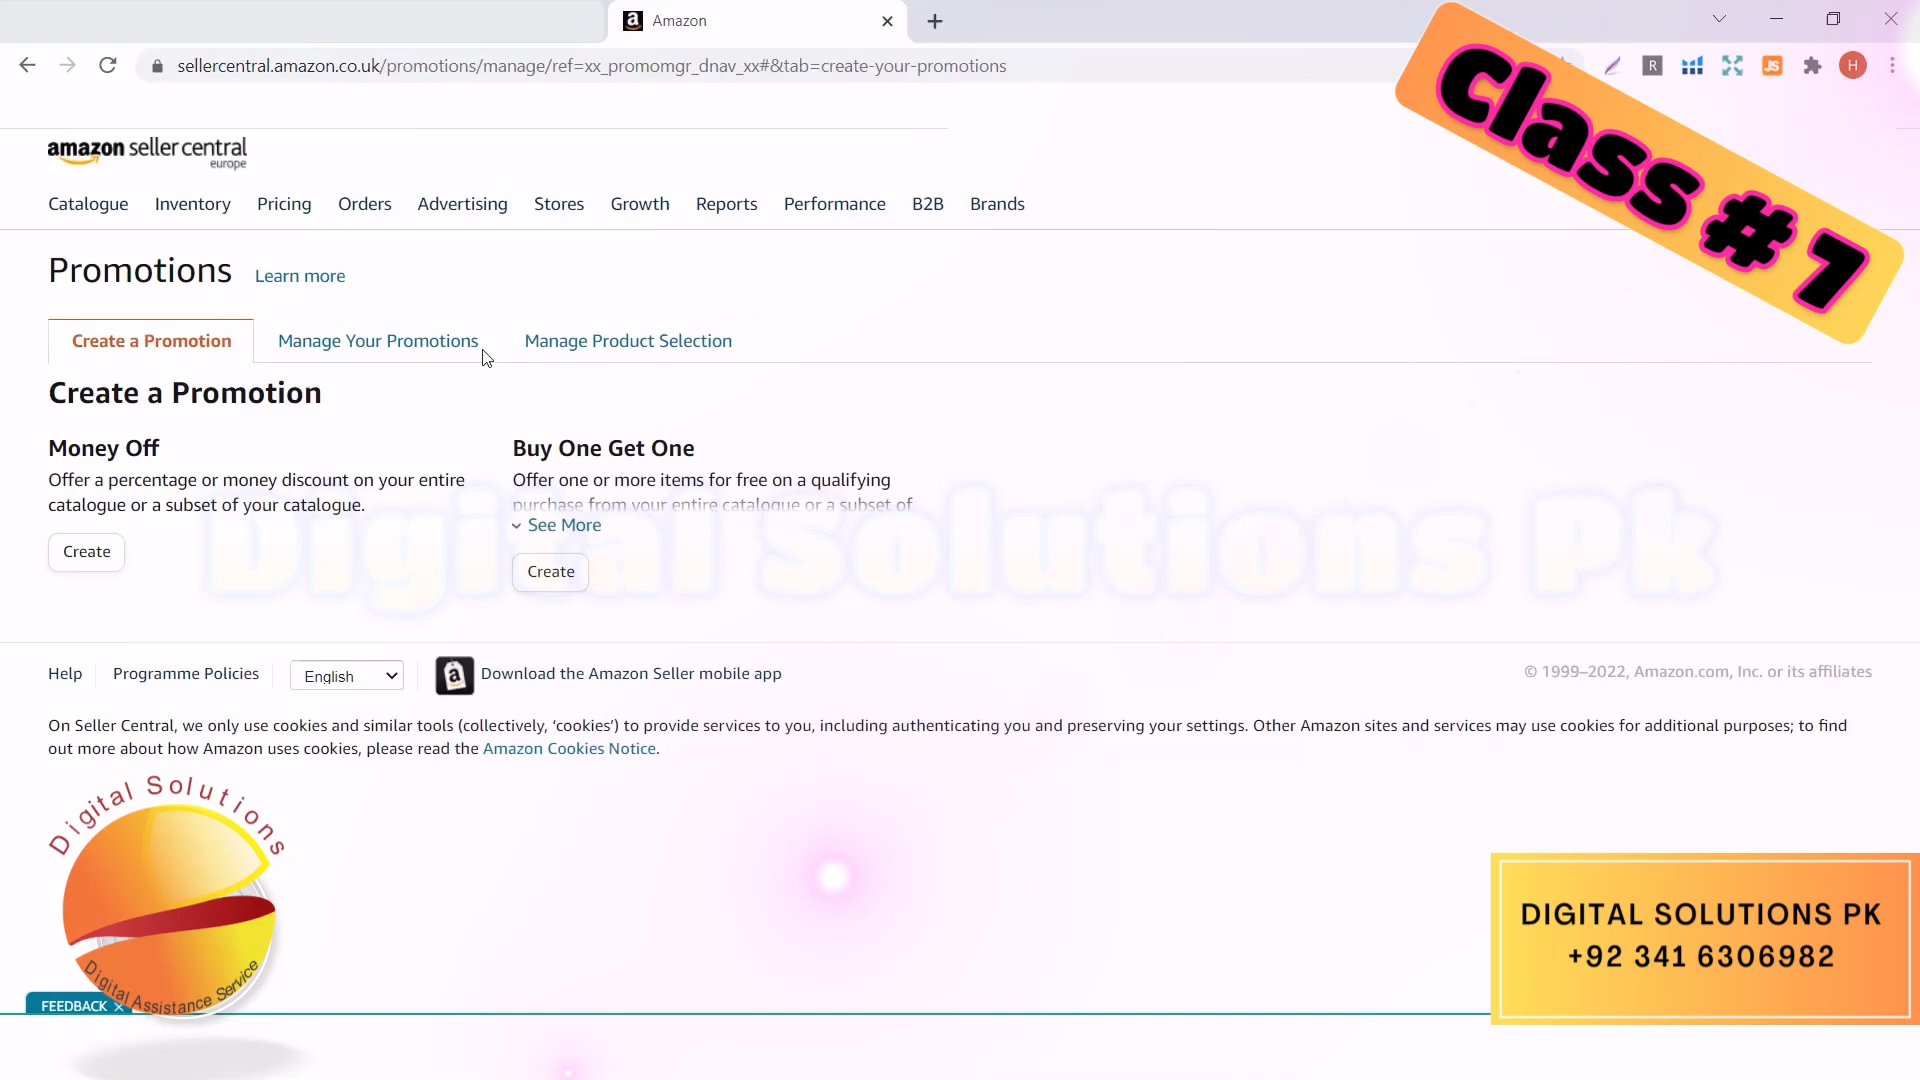 Amazon
sellercentral.amazon.co.uk/promotions/manage/ref=xx_promomgr_dnav_xx#&tab=create-your-promotions
R
JS
H
Class # 7
amazon seller central
europe
Catalogue Inventory Pricing Orders Advertising Stores Growth Reports Performance B2B Brands
Promotions Learn more
Create a Promotion Manage Your Promotions Manage Product Selection
Create a Promotion
Money Off
Offer a percentage or money discount on your entire
catalogue or a subset of your catalogue.
Create
Buy One Get One
Offer one or more items for free on a qualifying
purchase from your entire catalogue or a subset of
See More
Create
Digital Solutions Pk
Help Programme Policies English Download the Amazon Seller mobile app
© 1999–2022, Amazon.com, Inc. or its affiliates
On Seller Central, we only use cookies and similar tools (collectively, ‘cookies’) to provide services to you, including authenticating you and preserving your settings. Other Amazon sites and services may use cookies for additional purposes; to find
out more about how Amazon uses cookies, please read the Amazon Cookies Notice.
Digital Solutions
Digital Assistance Service
FEEDBACK
DIGITAL SOLUTIONS PK
+92 341 6306982